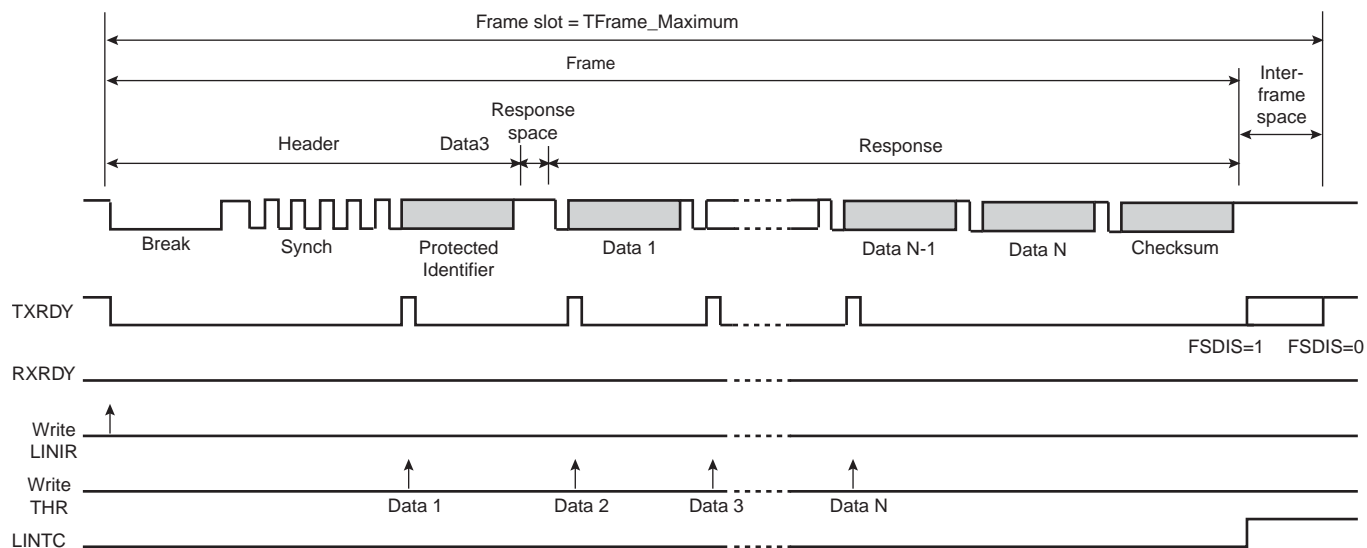 Frame slot = TFrame_Maximum
Frame
Inter-
frame
space
Response
space
Header
Data3
Response
Break
Synch
Protected
Identifier
Data 1
Data N-1
Data N
Checksum
TXRDY
FSDIS=1
FSDIS=0
RXRDY
Write
LINIR
Write
THR
Data 1
Data 2
Data 3
Data N
LINTC